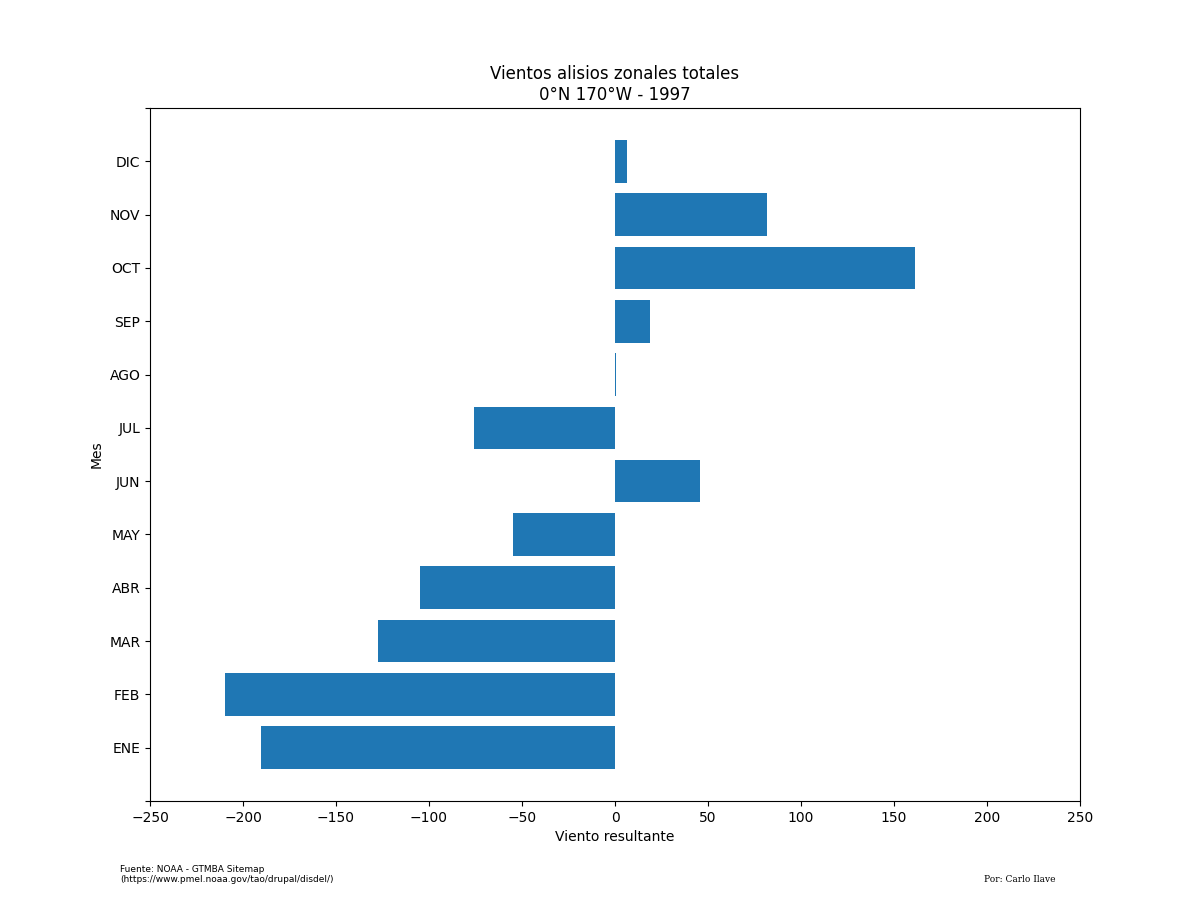 Vientos alisios zonales totales
0°N 170°W - 1997
DIC
NOV
OCT
SEP
AGO
JUL
JUN
MAY
ABR
MAR
FEB
ENE
Mes
−250 −200 −150 −100 −50 0 50 100 150 200 250
Viento resultante
Fuente: NOAA - GTMBA Sitemap
(https://www.pmel.noaa.gov/tao/drupal/disdel/)
Por: Carlo Ilave